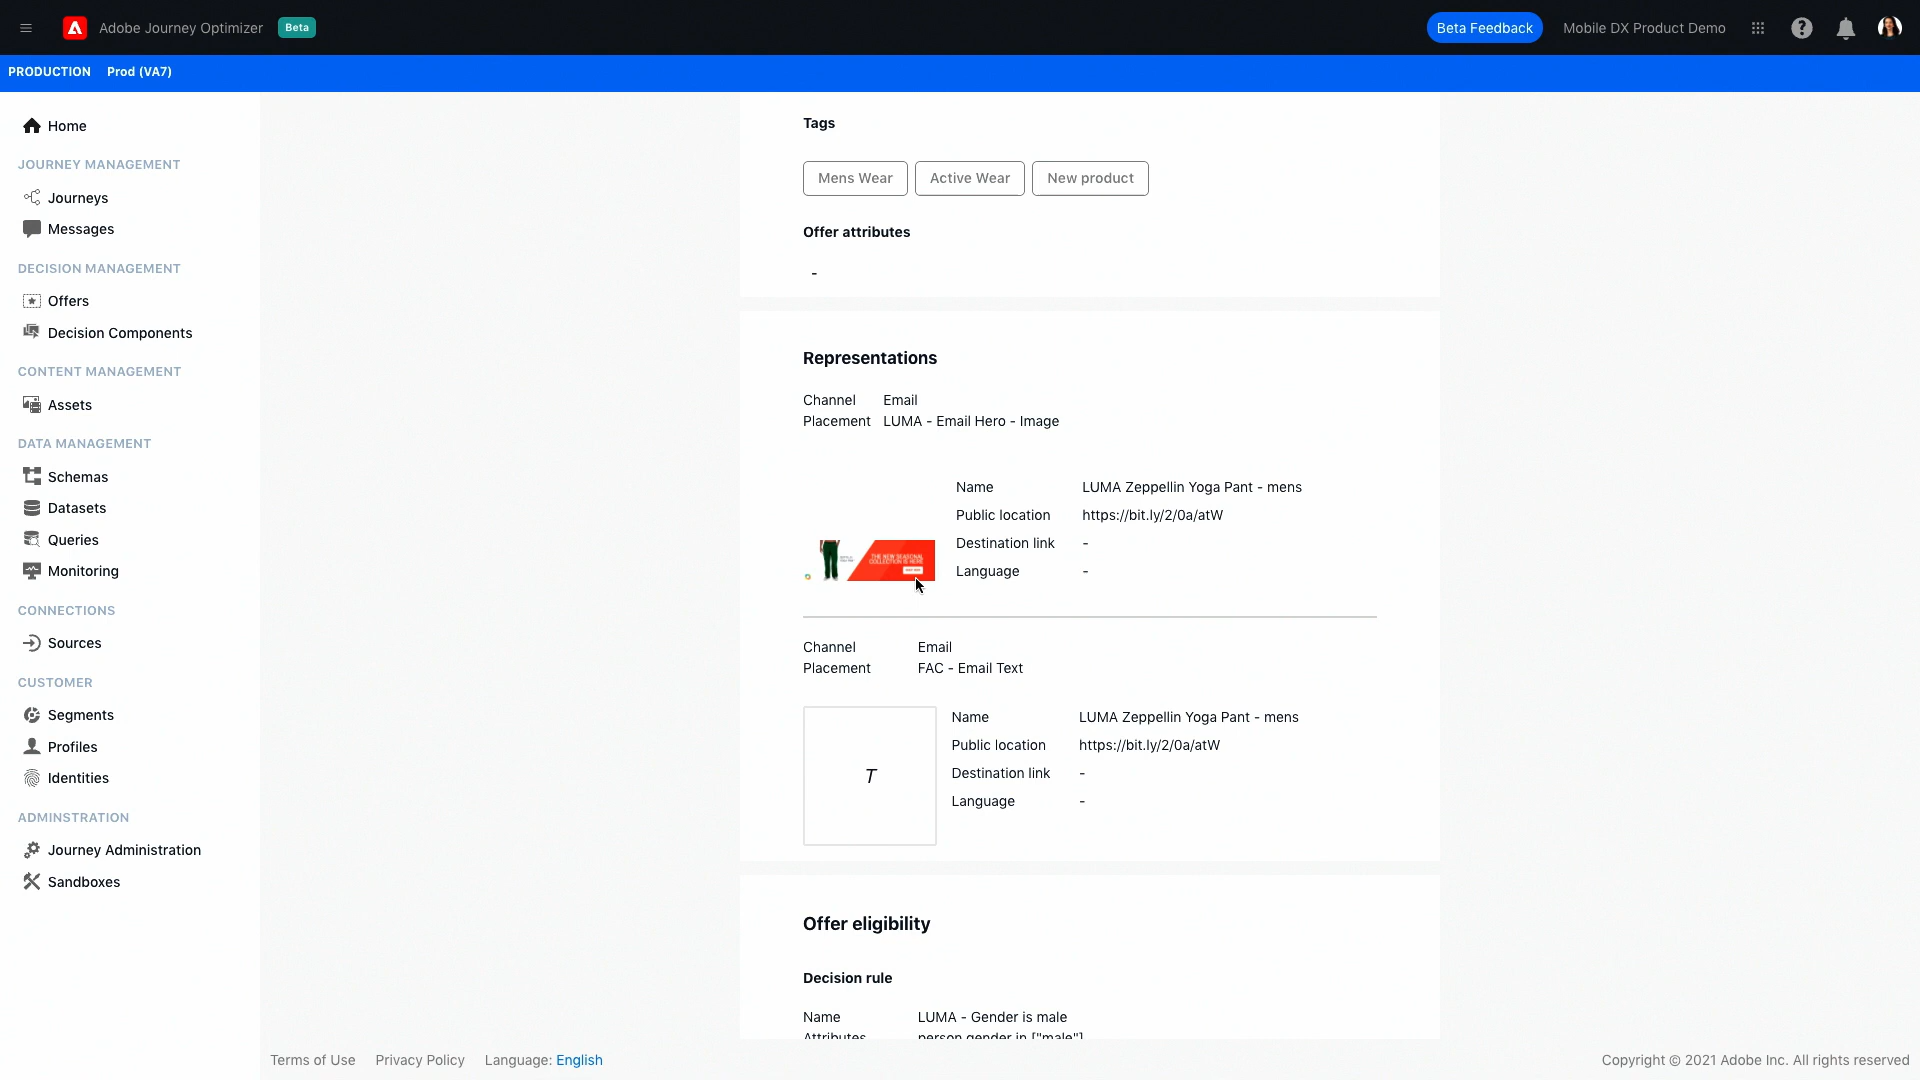 Adobe Journey Optimizer Beta
Beta Feedback Mobile DX Product Demo
PRODUCTION Prod (VA7)
Home
JOURNEY MANAGEMENT
Journeys
Messages
DECISION MANAGEMENT
Offers
Decision Components
CONTENT MANAGEMENT
Assets
DATA MANAGEMENT
Schemas
Datasets
Queries
Monitoring
CONNECTIONS
Sources
CUSTOMER
Segments
Profiles
Identities
ADMINSTRATION
Journey Administration
Sandboxes
Tags
Mens Wear Active Wear New product
Offer attributes
-
Representations
Channel Email
Placement LUMA - Email Hero - Image
THE NEW SEASONAL
COLLECTION IS HERE
Name LUMA Zeppellin Yoga Pant - mens
Public location https://bit.ly/2/0a/atW
Destination link -
Language -
Channel Email
Placement FAC - Email Text
T
Name LUMA Zeppellin Yoga Pant - mens
Public location https://bit.ly/2/0a/atW
Destination link -
Language -
Offer eligibility
Decision rule
Name LUMA - Gender is male
Attributes person gender in ["male"]
Terms of Use Privacy Policy Language: English
Copyright © 2021 Adobe Inc. All rights reserved